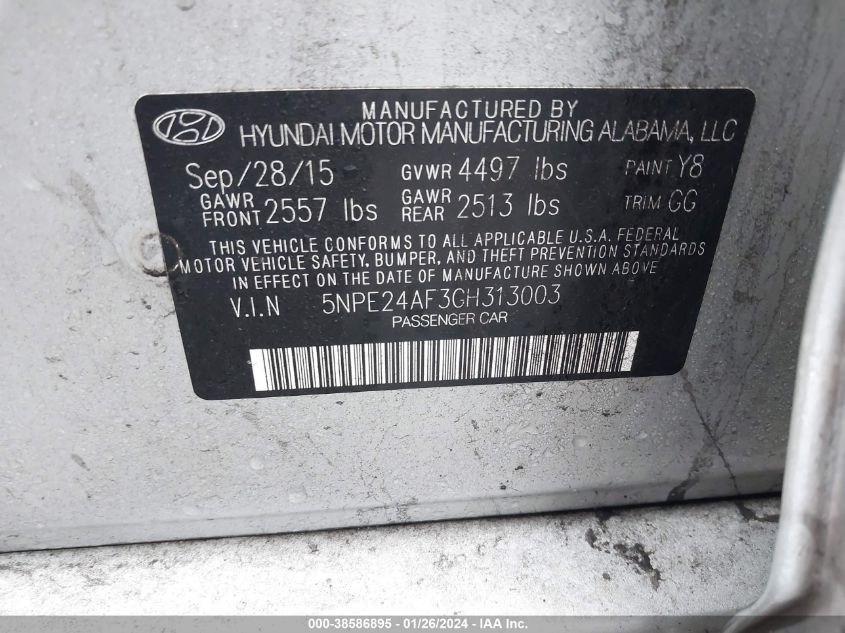 MANUFACTURED BY
HYUNDAI MOTOR MANUFACTURING ALABAMA, LLC
Sep/28/15 GVWR 4497 lbs PAINT Y8
GAWR FRONT 2557 lbs GAWR REAR 2513 lbs TRIM GG
THIS VEHICLE CONFORMS TO ALL APPLICABLE U.S.A. FEDERAL
MOTOR VEHICLE SAFETY, BUMPER, AND THEFT PREVENTION STANDARDS
IN EFFECT ON THE DATE OF MANUFACTURE SHOWN ABOVE
V.I.N 5NPE24AF3GH313003
PASSENGER CAR
000-38586895 - 01/26/2024 - IAAI.COM